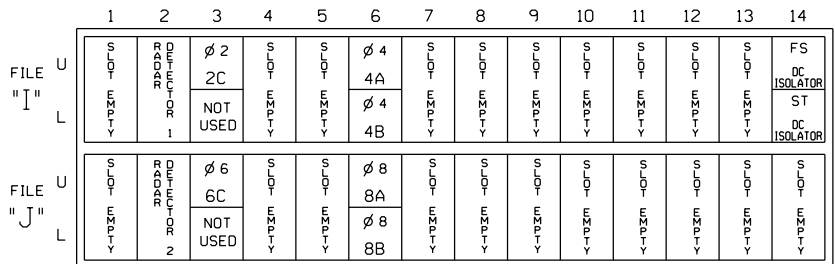 1 2 3 4 5 6 7 8 9 10 11 12 13 14
FILE "I"
U
L
SLOT EMPTY
RADAR DETECTOR 1
Ø 2
2C
NOT USED
SLOT EMPTY
SLOT EMPTY
Ø 4
4A
Ø 4
4B
SLOT EMPTY
SLOT EMPTY
SLOT EMPTY
SLOT EMPTY
SLOT EMPTY
SLOT EMPTY
SLOT EMPTY
FS
DC ISOLATOR
ST
DC ISOLATOR
FILE "J"
U
L
SLOT EMPTY
RADAR DETECTOR 2
Ø 6
6C
NOT USED
SLOT EMPTY
SLOT EMPTY
Ø 8
8A
Ø 8
8B
SLOT EMPTY
SLOT EMPTY
SLOT EMPTY
SLOT EMPTY
SLOT EMPTY
SLOT EMPTY
SLOT EMPTY
SLOT EMPTY